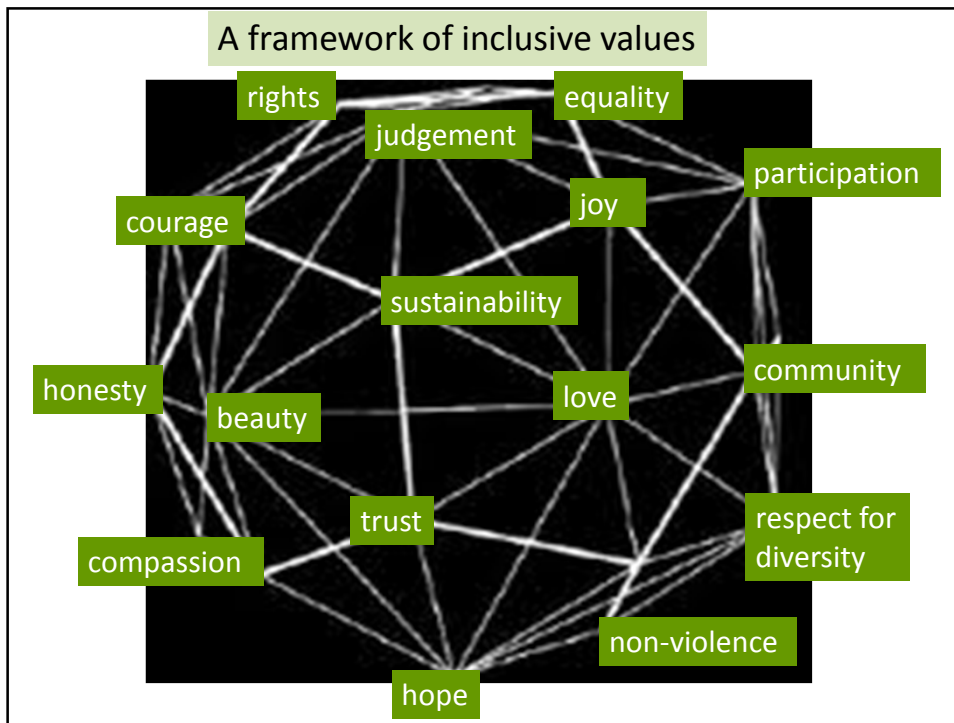 A framework of inclusive values
rights
equality
judgement
participation
courage
joy
sustainability
honesty
beauty
love
community
trust
compassion
respect for
diversity
non-violence
hope